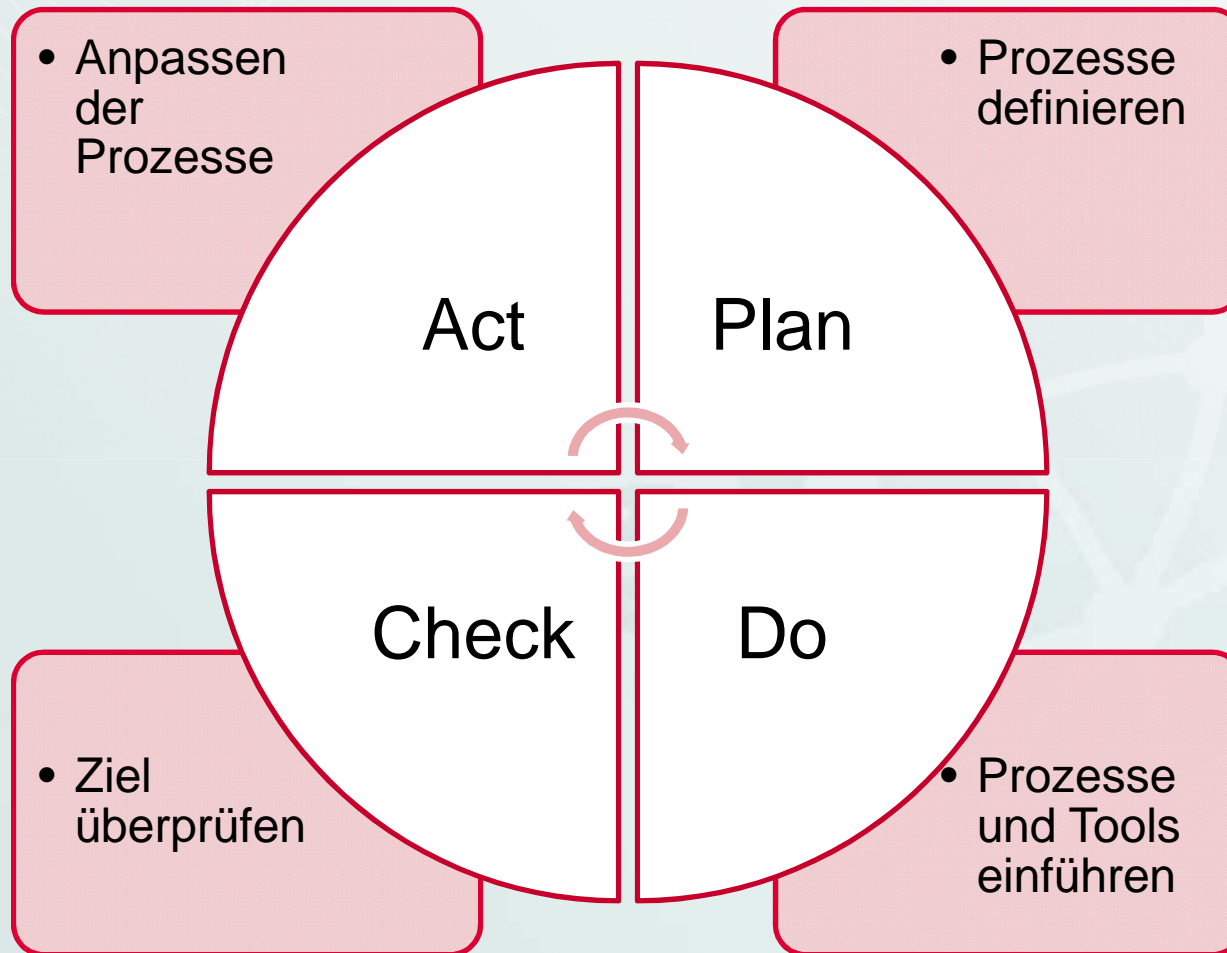 • Anpassen
der
Prozesse
• Prozesse
definieren
Act
Plan
Check
Do
• Ziel
überprüfen
• Prozesse
und Tools
einführen